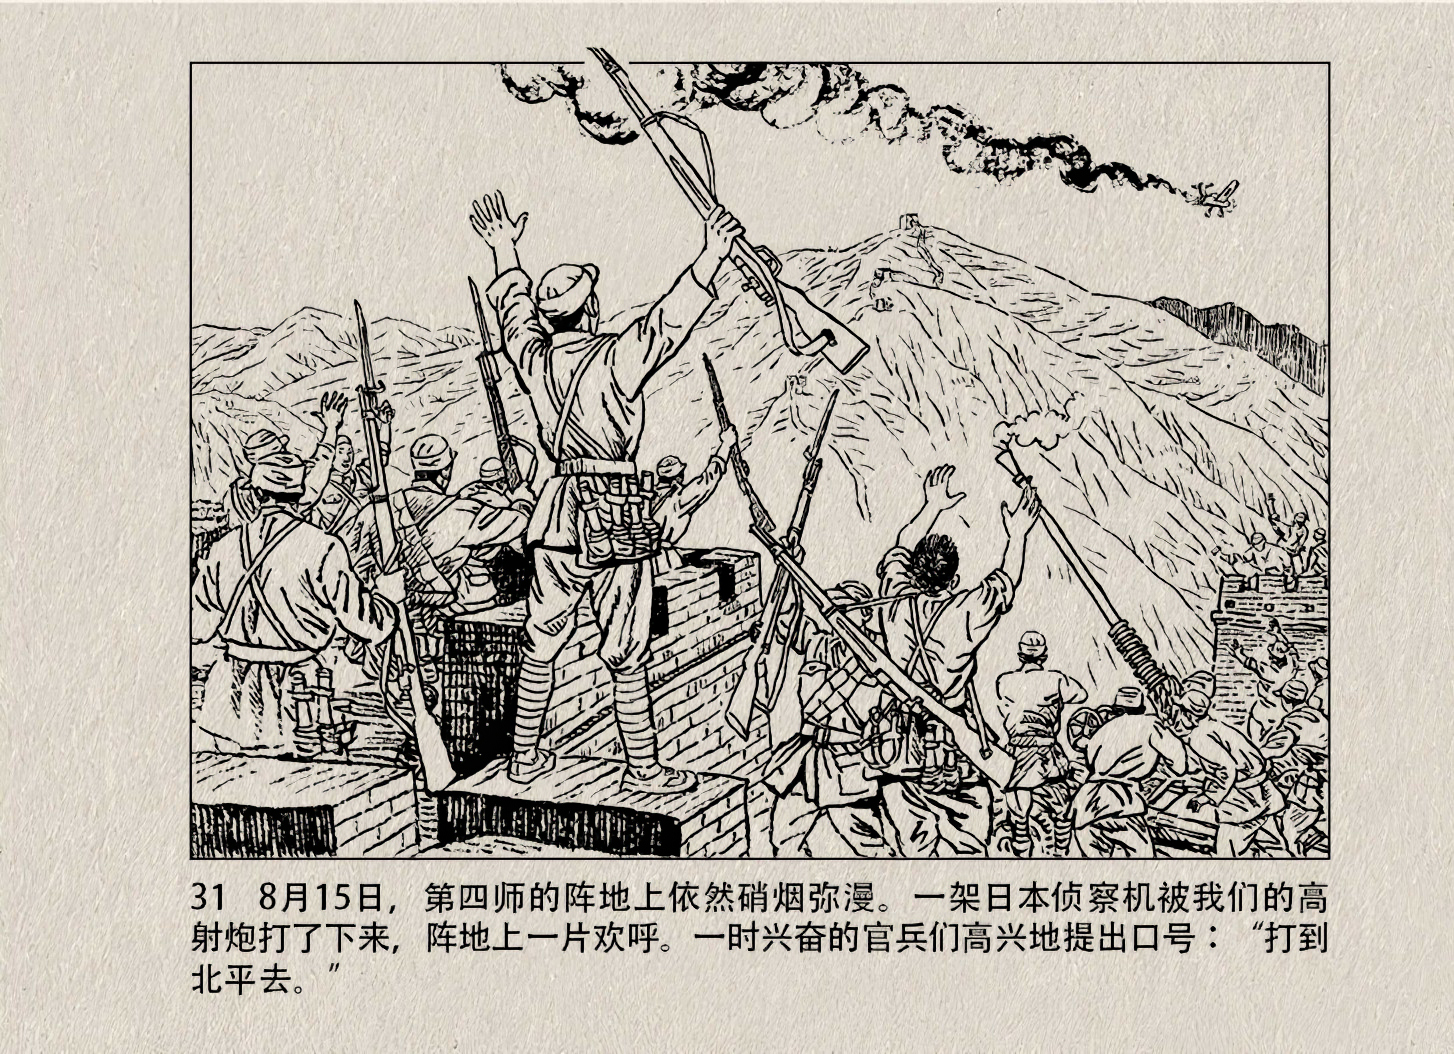 31　8月15日，第四师的阵地上依然硝烟弥漫。一架日本侦察机被我们的高
射炮打了下来，阵地上一片欢呼。一时兴奋的官兵们高兴地提出口号：“打到
北平去。”